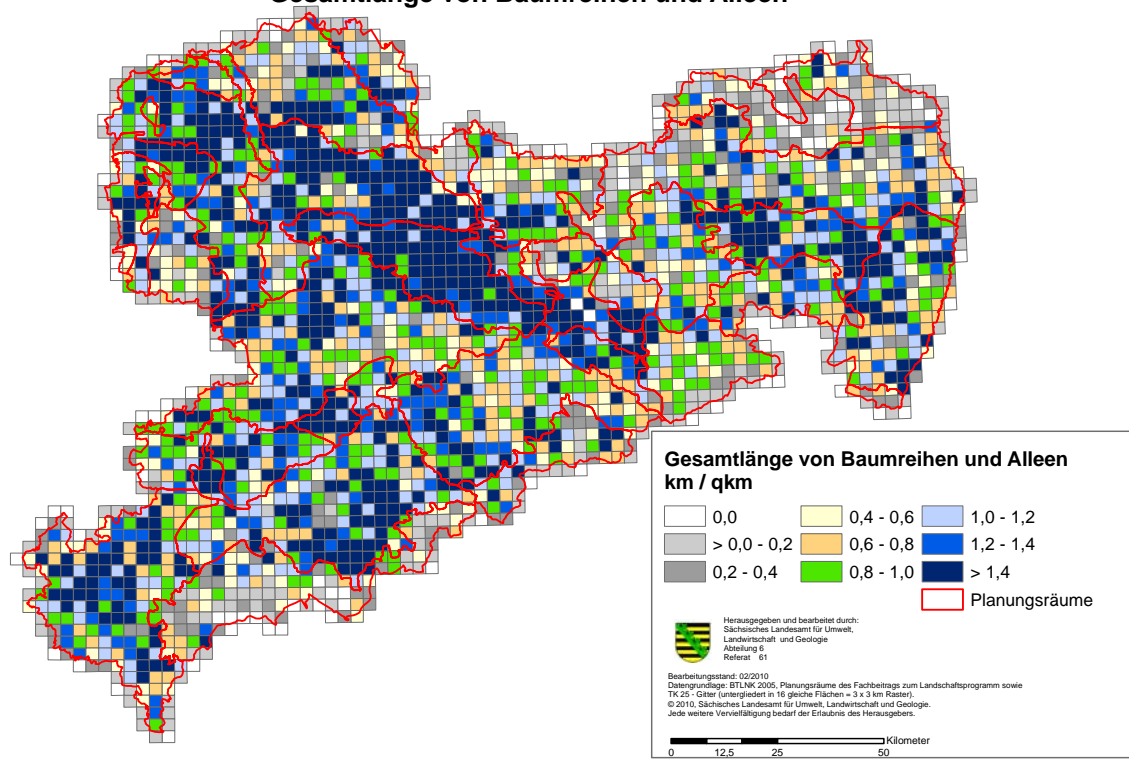 Gesamtlänge von Baumreihen und Alleen
Gesamtlänge von Baumreihen und Alleen
km / qkm
0,0
> 0,0 - 0,2
0,2 - 0,4
0,4 - 0,6
0,6 - 0,8
0,8 - 1,0
1,0 - 1,2
1,2 - 1,4
> 1,4
Planungsräume
Herausgegeben und bearbeitet durch:
Sächsisches Landesamt für Umwelt,
Landwirtschaft und Geologie
Abteilung 6
Referat 61
Bearbeitungsstand: 02/2010
Datengrundlage: BTLNK 2005, Planungsräume des Fachbeitrags zum Landschaftsprogramm sowie
TK 25 - Gitter (untergliedert in 16 gleiche Flächen = 3 x 3 km Raster).
© 2010, Sächsisches Landesamt für Umwelt, Landwirtschaft und Geologie.
Jede weitere Vervielfältigung bedarf der Erlaubnis des Herausgebers.
Kilometer
0 12,5 25 50